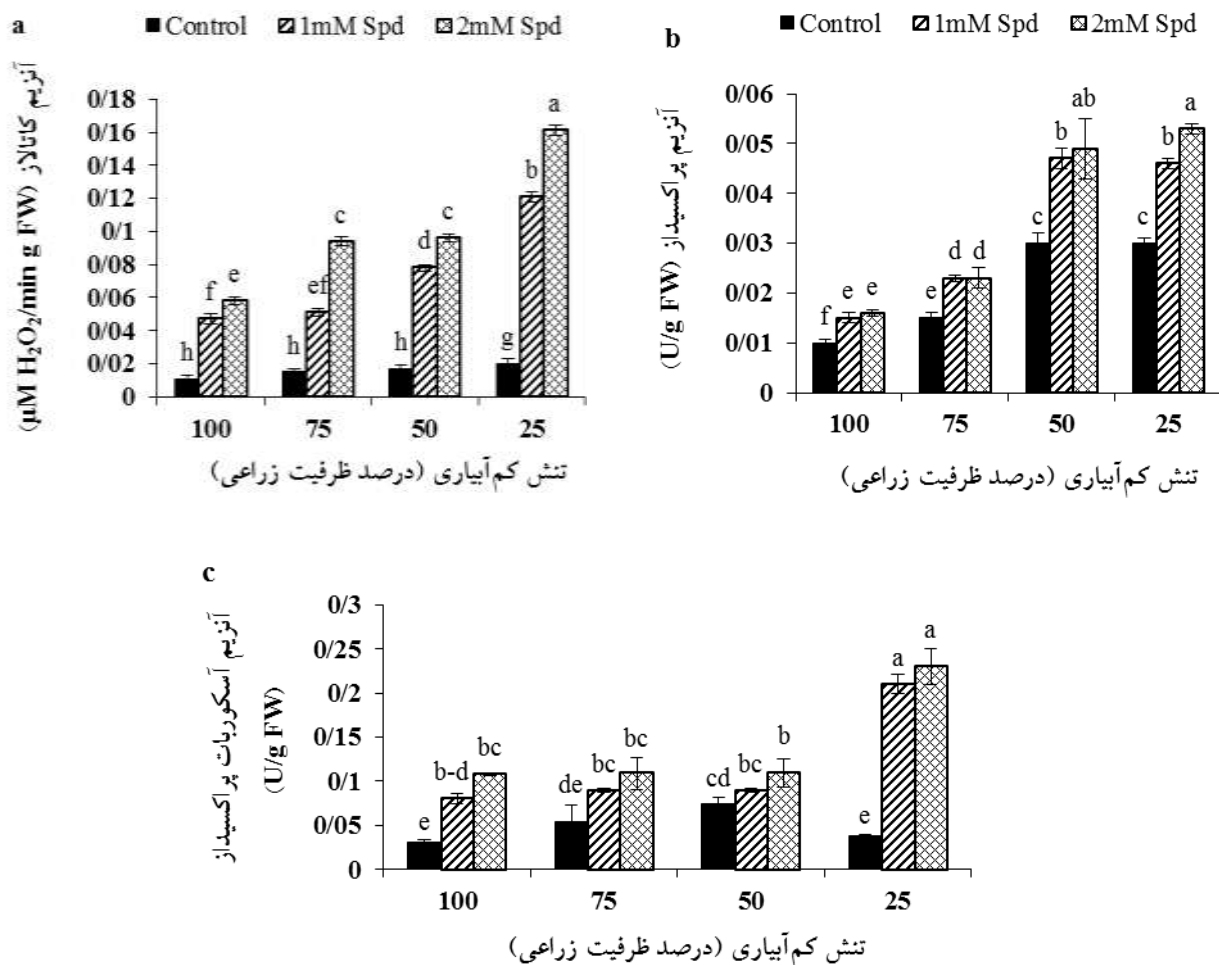 a
Control 1mM Spd 2mM Spd
آنزیم کاتالاز (µM H₂O₂/min g FW)
0/18
0/16
0/14
0/12
0/1
0/08
0/06
0/04
0/02
0
h f e
h ef c
h d c
g b a
100 75 50 25
تنش کم‌آبیاری (درصد ظرفیت زراعی)
b
Control 1mM Spd 2mM Spd
آنزیم پراکسیداز (U/g FW)
0/06
0/05
0/04
0/03
0/02
0/01
0
f e e
e d d
c b ab
c b a
100 75 50 25
تنش کم‌آبیاری (درصد ظرفیت زراعی)
c
Control 1mM Spd 2mM Spd
آنزیم آسکوربات پراکسیداز
(U/g FW)
0/3
0/25
0/2
0/15
0/1
0/05
0
e b-d bc
de bc bc
cd bc b
e a a
100 75 50 25
تنش کم‌آبیاری (درصد ظرفیت زراعی)